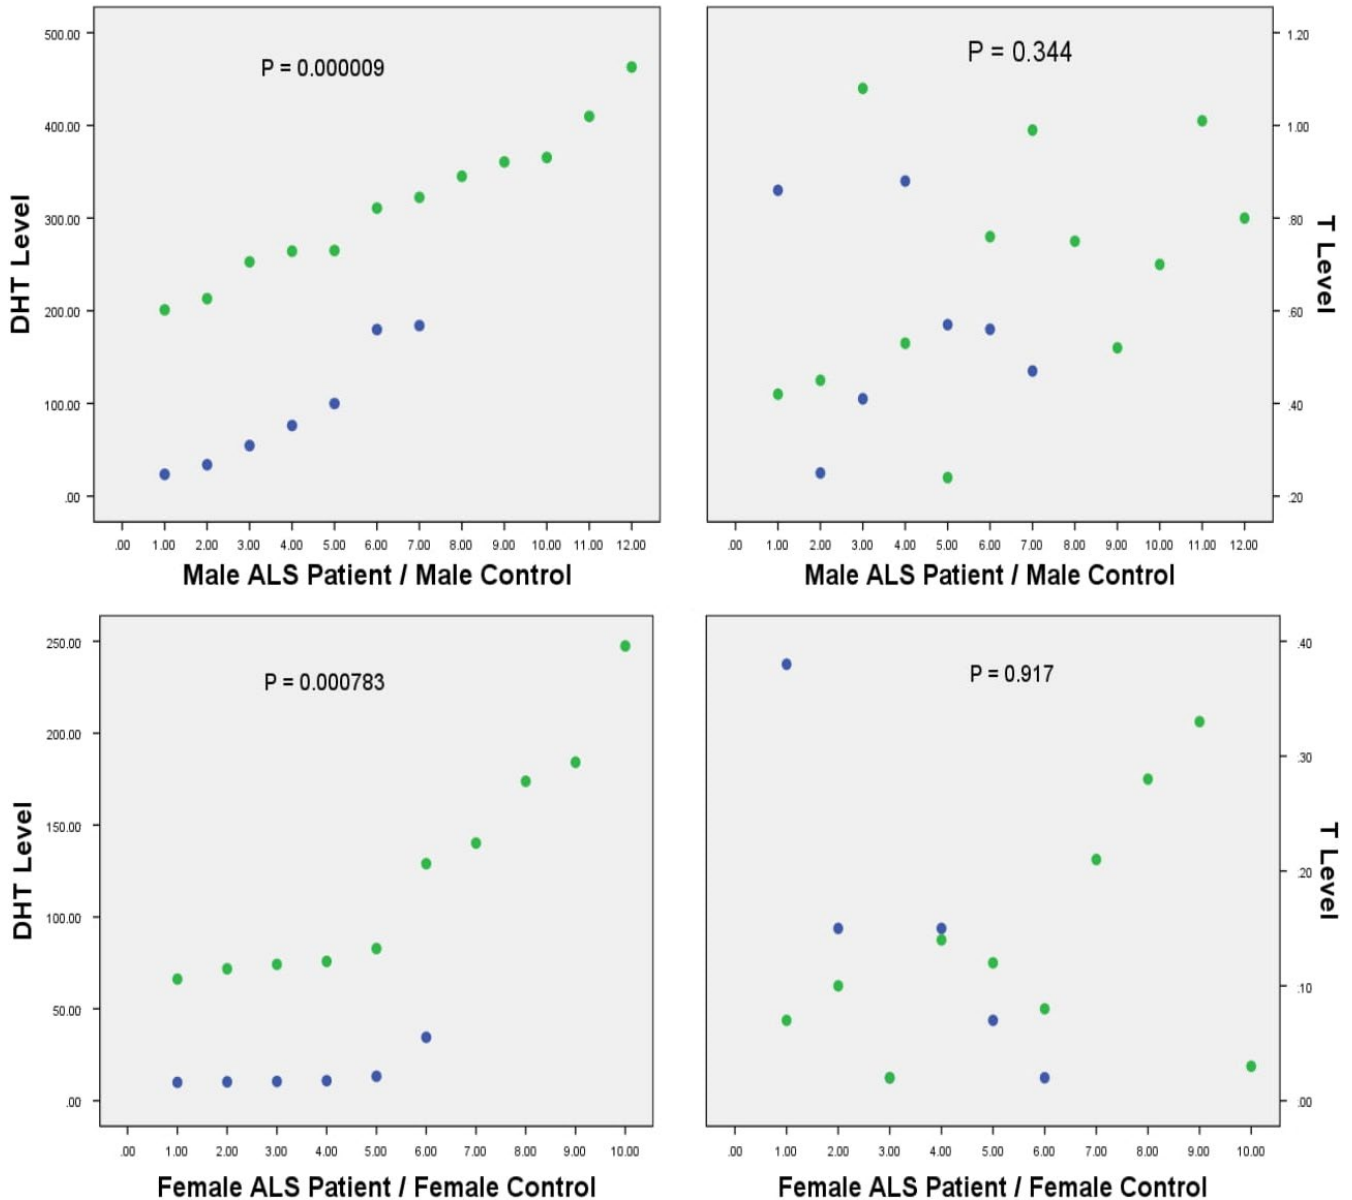 500.00
P = 0.000009
400.00
300.00
200.00
100.00
.00
DHT Level
.00 1.00 2.00 3.00 4.00 5.00 6.00 7.00 8.00 9.00 10.00 11.00 12.00
Male ALS Patient / Male Control
P = 0.344
1.20
1.00
.80
.60
.40
.20
T Level
.00 1.00 2.00 3.00 4.00 5.00 6.00 7.00 8.00 9.00 10.00 11.00 12.00
Male ALS Patient / Male Control
250.00
P = 0.000783
200.00
150.00
100.00
50.00
.00
DHT Level
.00 1.00 2.00 3.00 4.00 5.00 6.00 7.00 8.00 9.00 10.00
Female ALS Patient / Female Control
.40
P = 0.917
.30
.20
.10
.00
T Level
.00 1.00 2.00 3.00 4.00 5.00 6.00 7.00 8.00 9.00 10.00
Female ALS Patient / Female Control